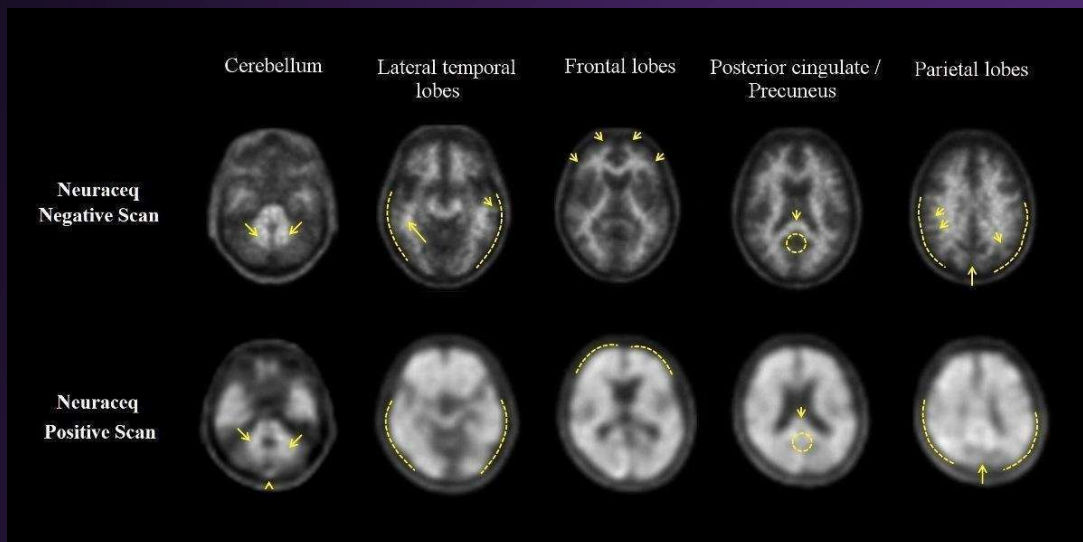 Cerebellum
Lateral temporal
lobes
Frontal lobes
Posterior cingulate /
Precuneus
Parietal lobes
Neuraceq
Negative Scan
Neuraceq
Positive Scan